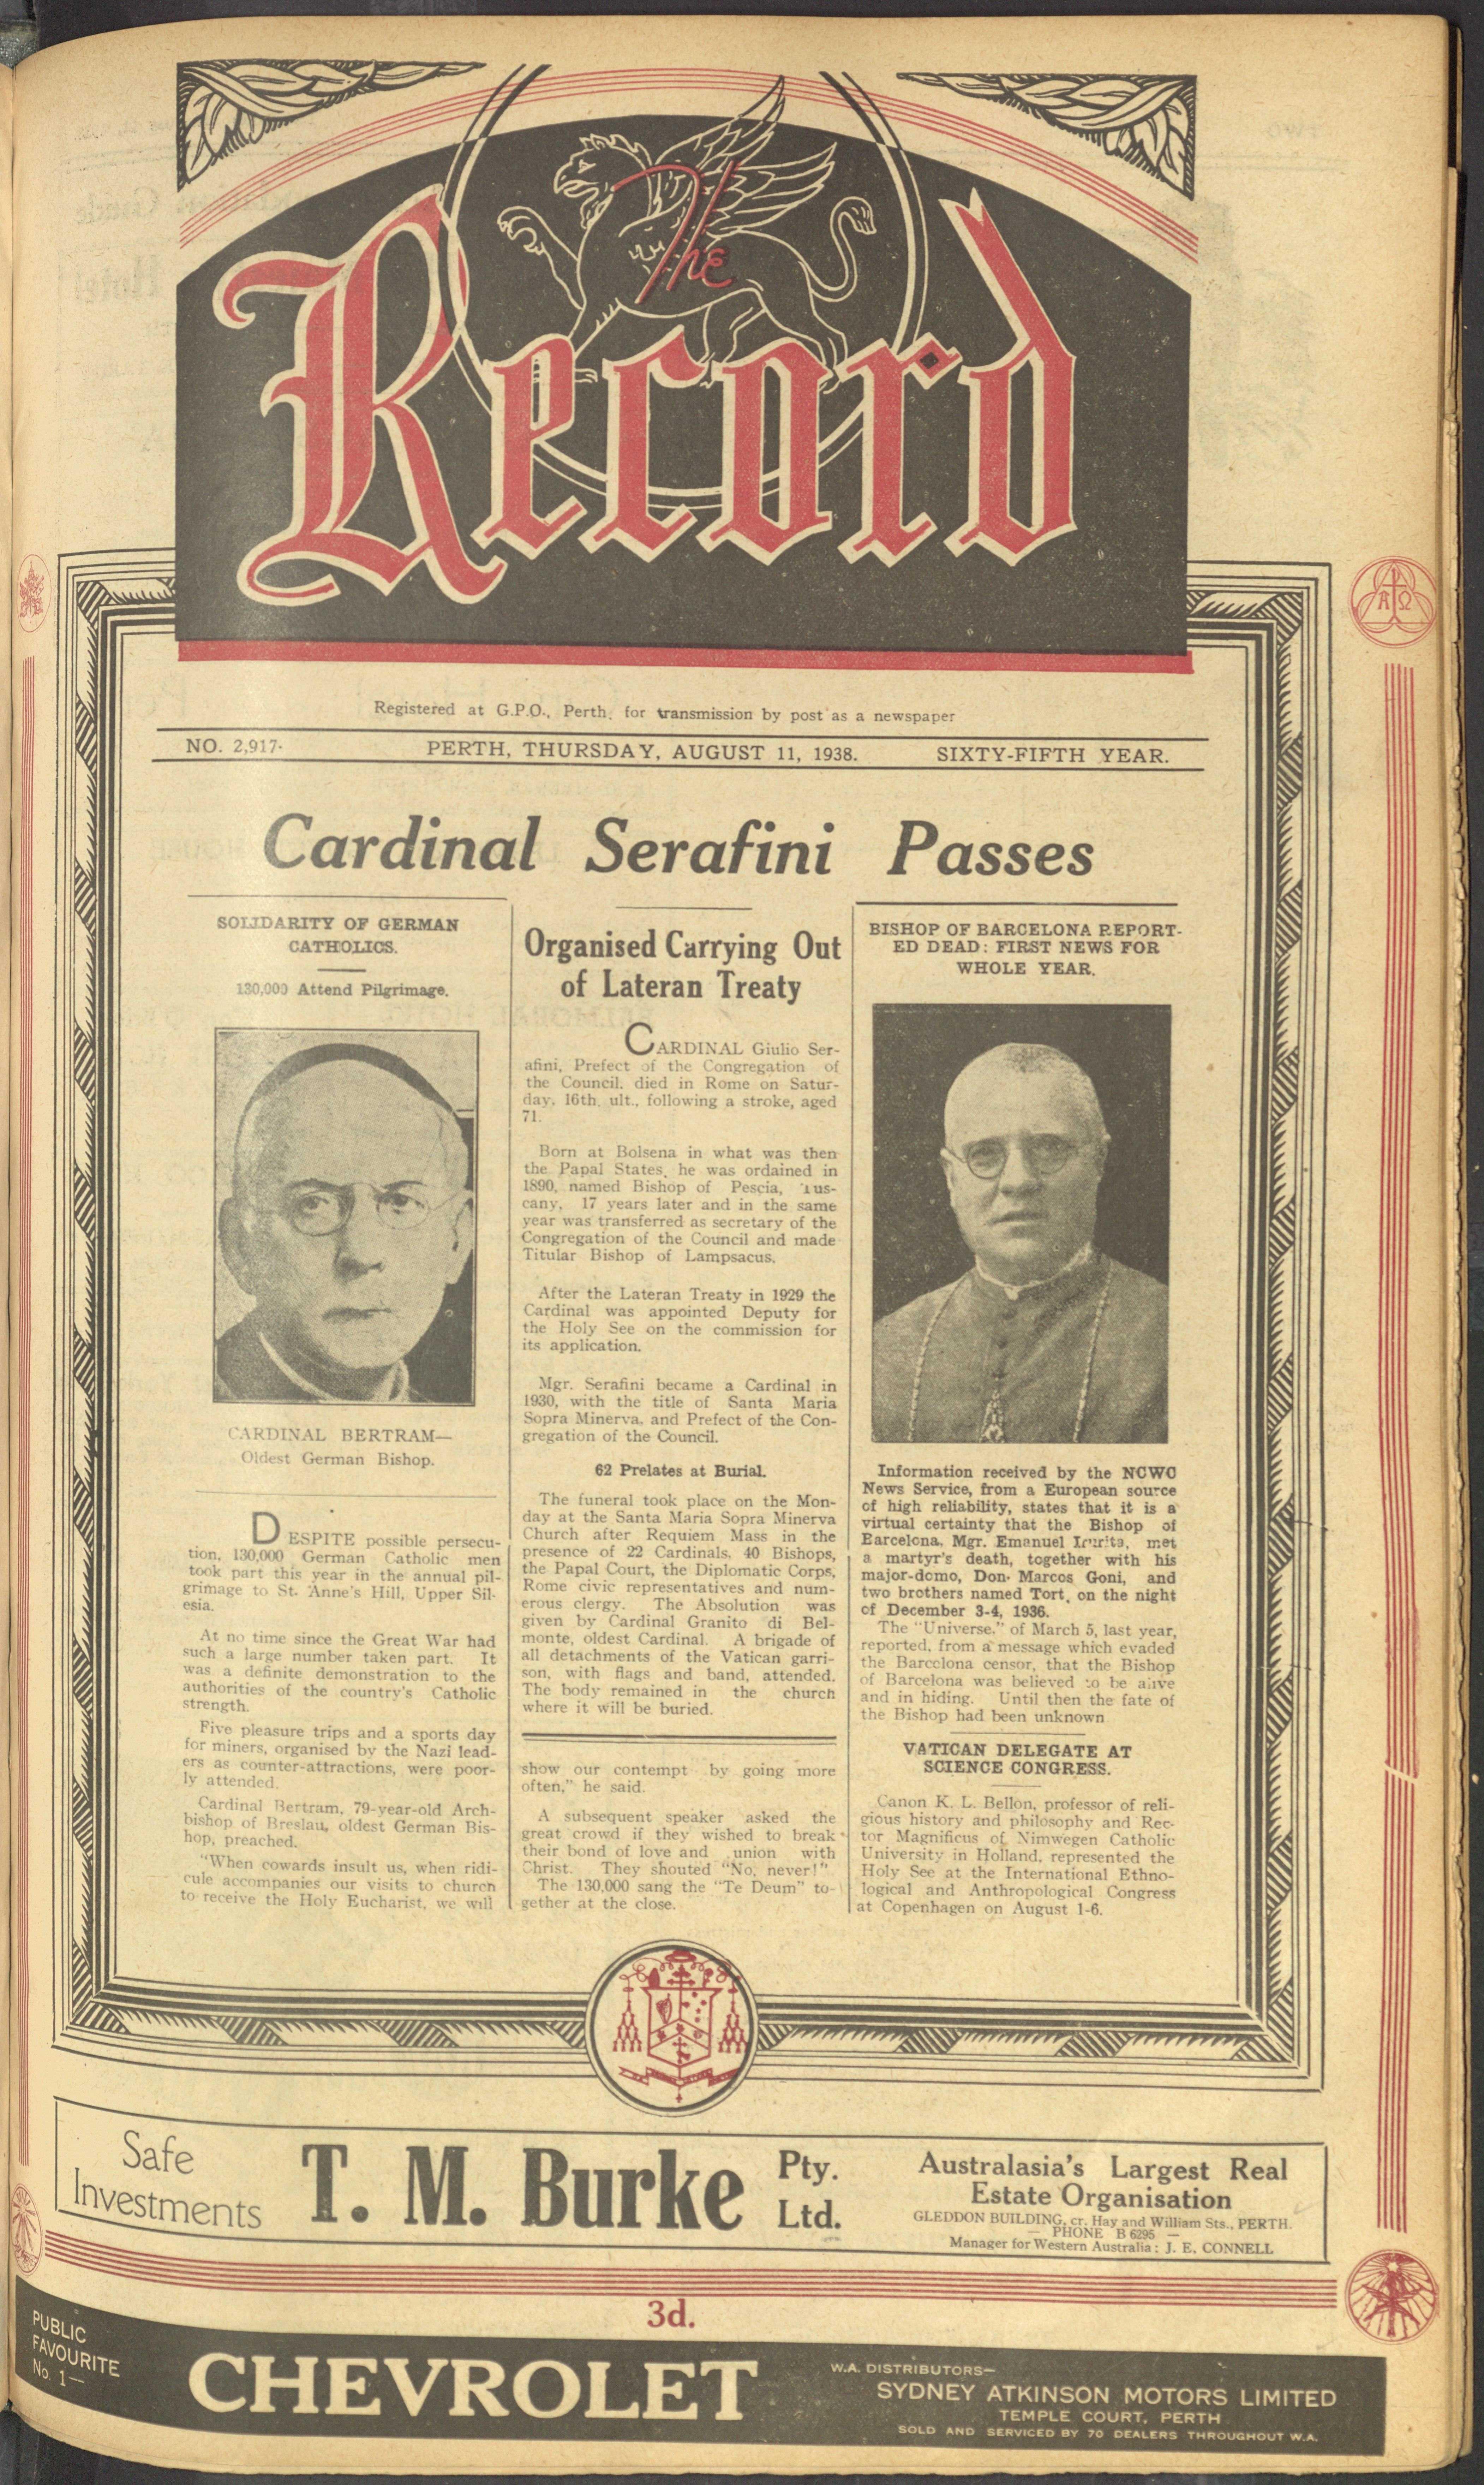 The
Record
Registered at G.P.O., Perth, for transmission by post as a newspaper
NO. 2,917. PERTH, THURSDAY, AUGUST 11, 1938. SIXTY-FIFTH YEAR.
Cardinal Serafini Passes
SOLIDARITY OF GERMAN
CATHOLICS.
130,000 Attend Pilgrimage.
CARDINAL BERTRAM—
Oldest German Bishop.
DESPITE possible persecu-
tion, 130,000 German Catholic men
took part this year in the annual pil-
grimage to St. Anne's Hill, Upper Sil-
esia.
At no time since the Great War had
such a large number taken part. It
was a definite demonstration to the
authorities of the country's Catholic
strength.
Five pleasure trips and a sports day
for miners, organised by the Nazi lead-
ers as counter-attractions, were poor-
ly attended.
Cardinal Bertram, 79-year-old Arch-
bishop of Breslau, oldest German Bis-
hop, preached.
"When cowards insult us, when ridi-
cule accompanies our visits to church
to receive the Holy Eucharist, we will
Organised Carrying Out
of Lateran Treaty
CARDINAL Giulio Ser-
afini, Prefect of the Congregation of
the Council, died in Rome on Satur-
day, 16th, ult., following a stroke, aged
71.
Born at Bolsena in what was then
the Papal States, he was ordained in
1890, named Bishop of Pescia, Tus-
cany, 17 years later and in the same
year was transferred as secretary of the
Congregation of the Council and made
Titular Bishop of Lampsacus.
After the Lateran Treaty in 1929 the
Cardinal was appointed Deputy for
the Holy See on the commission for
its application.
Mgr. Serafini became a Cardinal in
1930, with the title of Santa Maria
Sopra Minerva, and Prefect of the Con-
gregation of the Council.
62 Prelates at Burial.
The funeral took place on the Mon-
day at the Santa Maria Sopra Minerva
Church after Requiem Mass in the
presence of 22 Cardinals, 40 Bishops,
the Papal Court, the Diplomatic Corps,
Rome civic representatives and num-
erous clergy. The Absolution was
given by Cardinal Granito di Bel-
monte, oldest Cardinal. A brigade of
all detachments of the Vatican garri-
son, with flags and band, attended.
The body remained in the church
where it will be buried.
show our contempt by going more
often," he said.
A subsequent speaker asked the
great crowd if they wished to break
their bond of love and union with
Christ. They shouted "No, never!"
The 130,000 sang the "Te Deum" to-
gether at the close.
BISHOP OF BARCELONA REPORT-
ED DEAD: FIRST NEWS FOR
WHOLE YEAR.
Information received by the NCWC
News Service, from a European source
of high reliability, states that it is a
virtual certainty that the Bishop of
Barcelona, Mgr. Emanuel Irurita, met
a martyr's death, together with his
major-domo, Don. Marcos Goni, and
two brothers named Tort, on the night
of December 3-4, 1936.
The "Universe," of March 5, last year,
reported, from a message which evaded
the Barcelona censor, that the Bishop
of Barcelona was believed to be alive
and in hiding. Until then the fate of
the Bishop had been unknown
VATICAN DELEGATE AT
SCIENCE CONGRESS.
Canon K. L. Bellon, professor of reli-
gious history and philosophy and Rec-
tor Magnificus of Nimwegen Catholic
University in Holland, represented the
Holy See at the International Ethno-
logical and Anthropological Congress
at Copenhagen on August 1-6.
Α Ω
Safe
Investments
T. M. Burke Pty.
Ltd.
Australasia's Largest Real
Estate Organisation
GLEDDON BUILDING, cr. Hay and William Sts., PERTH.
— PHONE B 6295 —
Manager for Western Australia: J. E. CONNELL
3d.
PUBLIC
FAVOURITE
No. 1—
CHEVROLET
W.A. DISTRIBUTORS—
SYDNEY ATKINSON MOTORS LIMITED
TEMPLE COURT, PERTH
SOLD AND SERVICED BY 70 DEALERS THROUGHOUT W.A.